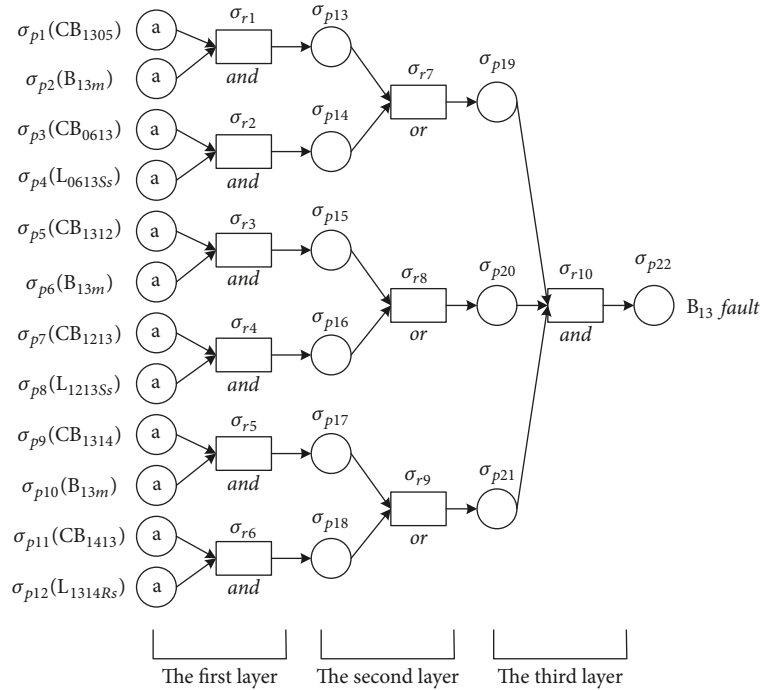 σp1(CB1305)
σr1
σp13
and
σp2(B13m)
σp3(CB0613)
σr2
σp14
and
σp4(L0613Ss)
σr7
or
σp19
σp5(CB1312)
σr3
σp15
and
σp6(B13m)
σp7(CB1213)
σr4
σp16
and
σp8(L1213Ss)
σr8
or
σp20
σr10
and
σp22
B13 fault
σp9(CB1314)
σr5
σp17
and
σp10(B13m)
σp11(CB1413)
σr6
σp18
and
σp12(L1314Rs)
σr9
or
σp21
a
a
a
a
a
a
a
a
a
a
a
a
The first layer
The second layer
The third layer